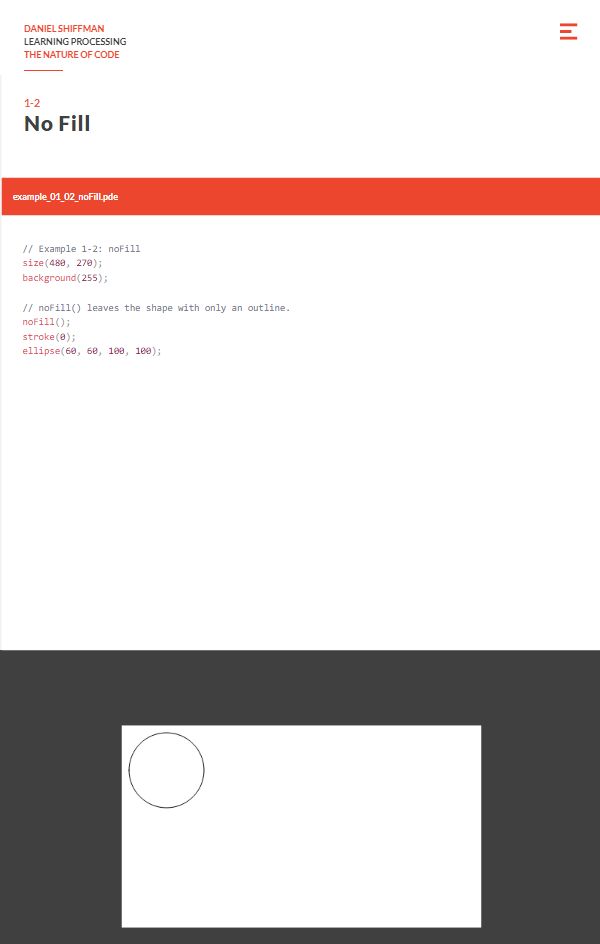 DANIEL SHIFFMAN
LEARNING PROCESSING
THE NATURE OF CODE
1-2
No Fill
example_01_02_noFill.pde
// Example 1-2: noFill
size(480, 270);
background(255);
// noFill() leaves the shape with only an outline.
noFill();
stroke(0);
ellipse(60, 60, 100, 100);